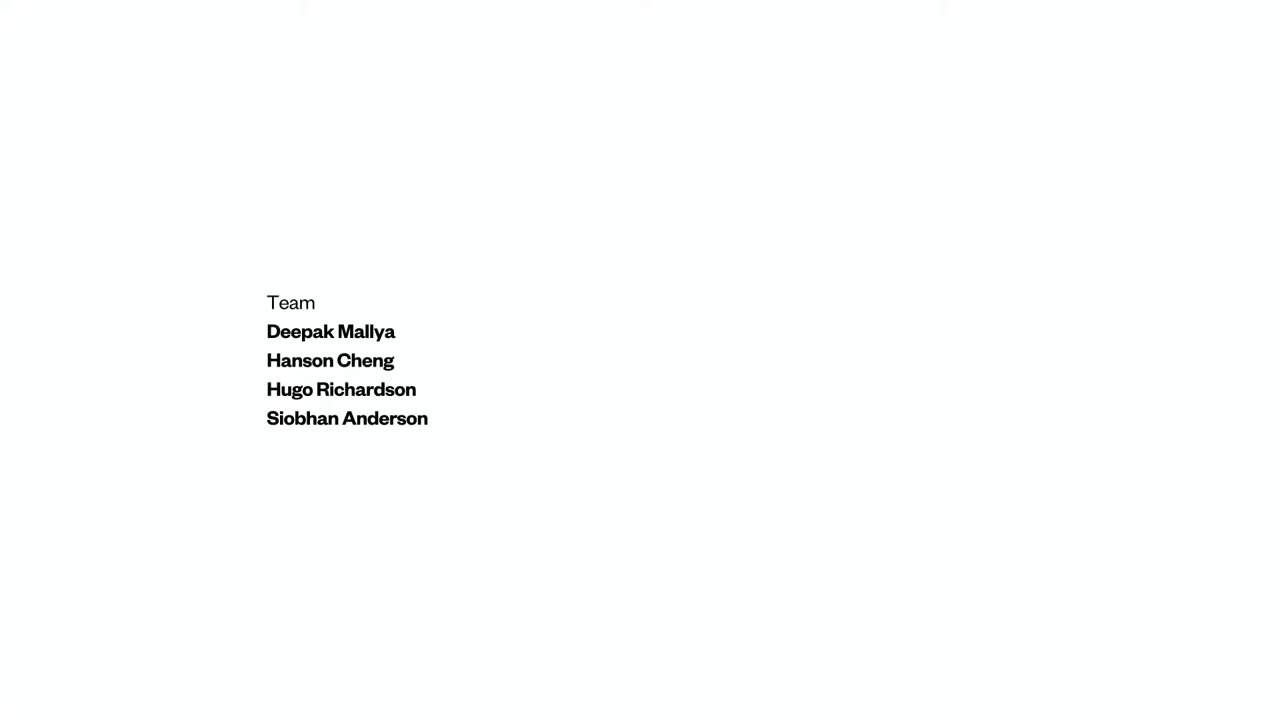 Team
Deepak Mallya
Hanson Cheng
Hugo Richardson
Siobhan Anderson